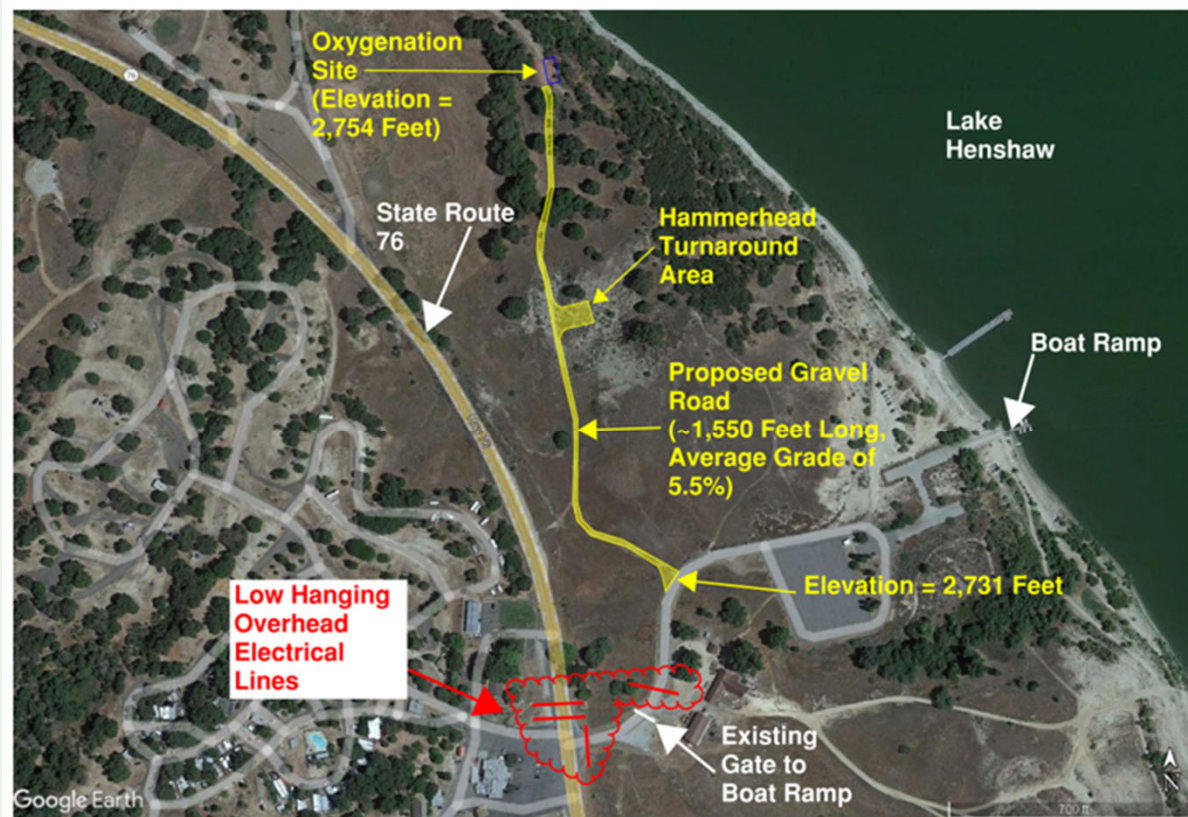 Oxygenation
Site
(Elevation =
2,754 Feet)
76
Lake
Henshaw
State Route
76
Hammerhead
Turnaround
Area
Boat Ramp
Proposed Gravel
Road
(~1,550 Feet Long,
Average Grade of
5.5%)
Elevation = 2,731 Feet
Low Hanging
Overhead
Electrical
Lines
Existing
Gate to
Boat Ramp
Google Earth
N
700 ft